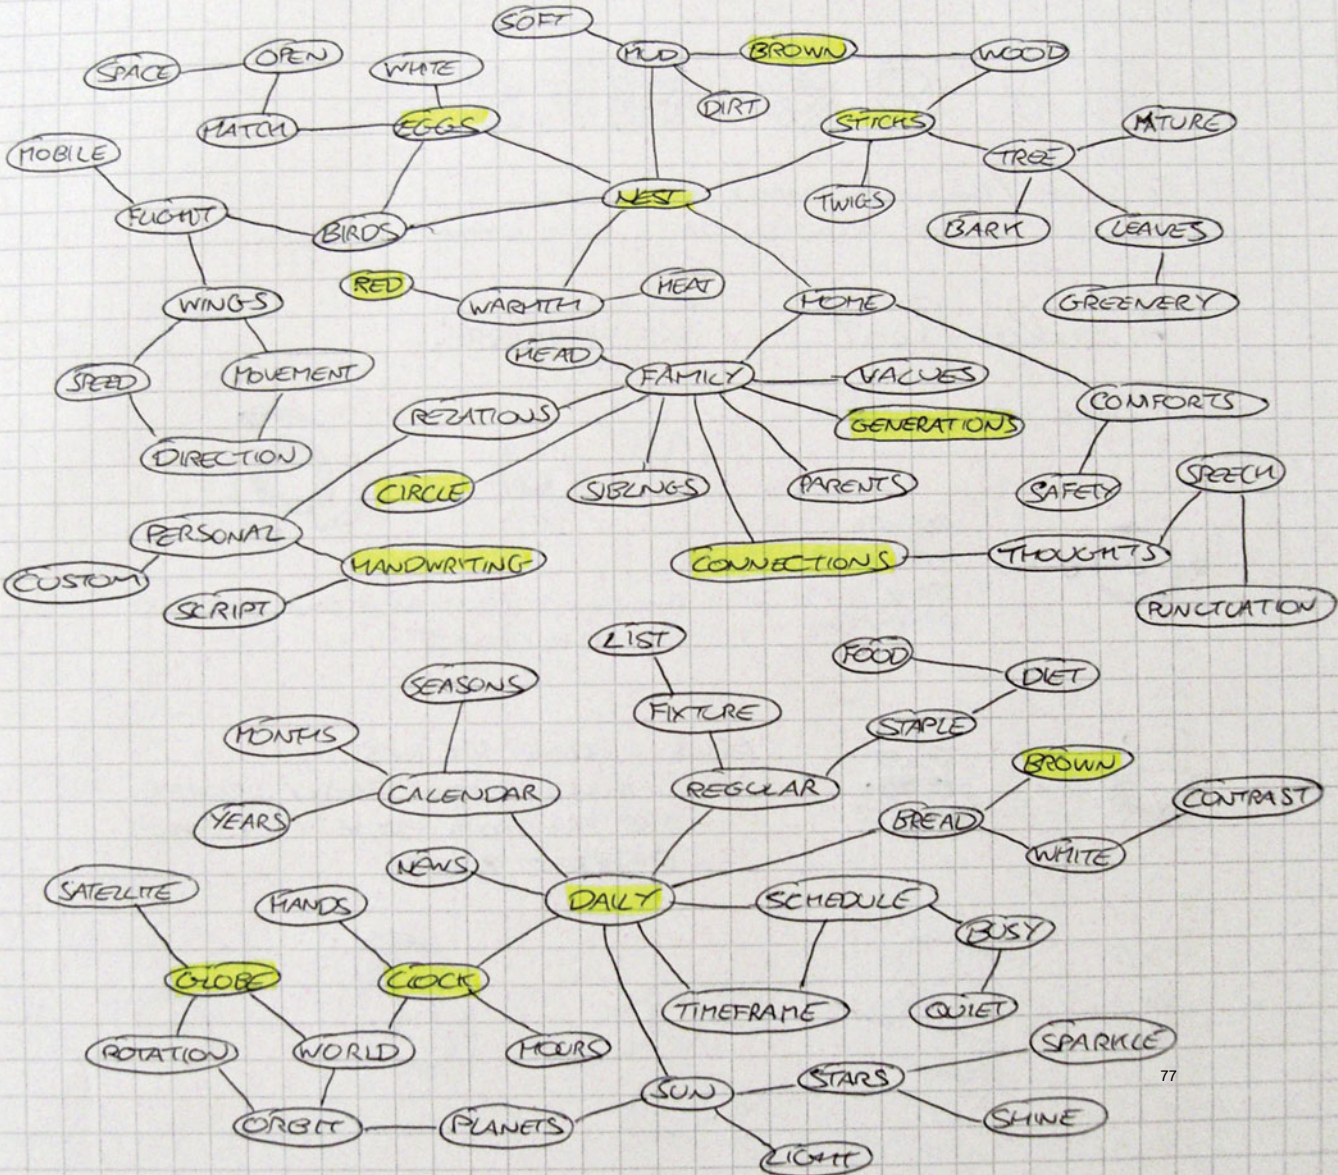 SOFT
MUD
BROWN
WOOD
SPACE
OPEN
WHITE
DIRT
HATCH
EGGS
STICKS
NATURE
MOBILE
TREE
NEST
TWIGS
FLIGHT
BIRDS
BARK
LEAVES
RED
HEAT
WINGS
WARMTH
HOME
GREENERY
HEAD
SPEED
MOVEMENT
FAMILY
VALUES
COMFORTS
RELATIONS
GENERATIONS
DIRECTION
CIRCLE
SIBLINGS
PARENTS
SAFETY
SPEECH
PERSONAL
HANDWRITING
CONNECTIONS
THOUGHTS
CUSTOM
SCRIPT
PUNCTUATION
LIST
FOOD
DIET
SEASONS
FIXTURE
STAPLE
MONTHS
BROWN
CALENDAR
REGULAR
CONTRAST
YEARS
BREAD
WHITE
NEWS
SATELLITE
HANDS
DAILY
SCHEDULE
BUSY
GLOBE
CLOCK
TIMEFRAME
QUIET
ROTATION
WORLD
HOURS
SPARKLE
77
SUN
STARS
ORBIT
PLANETS
SHINE
LIGHT